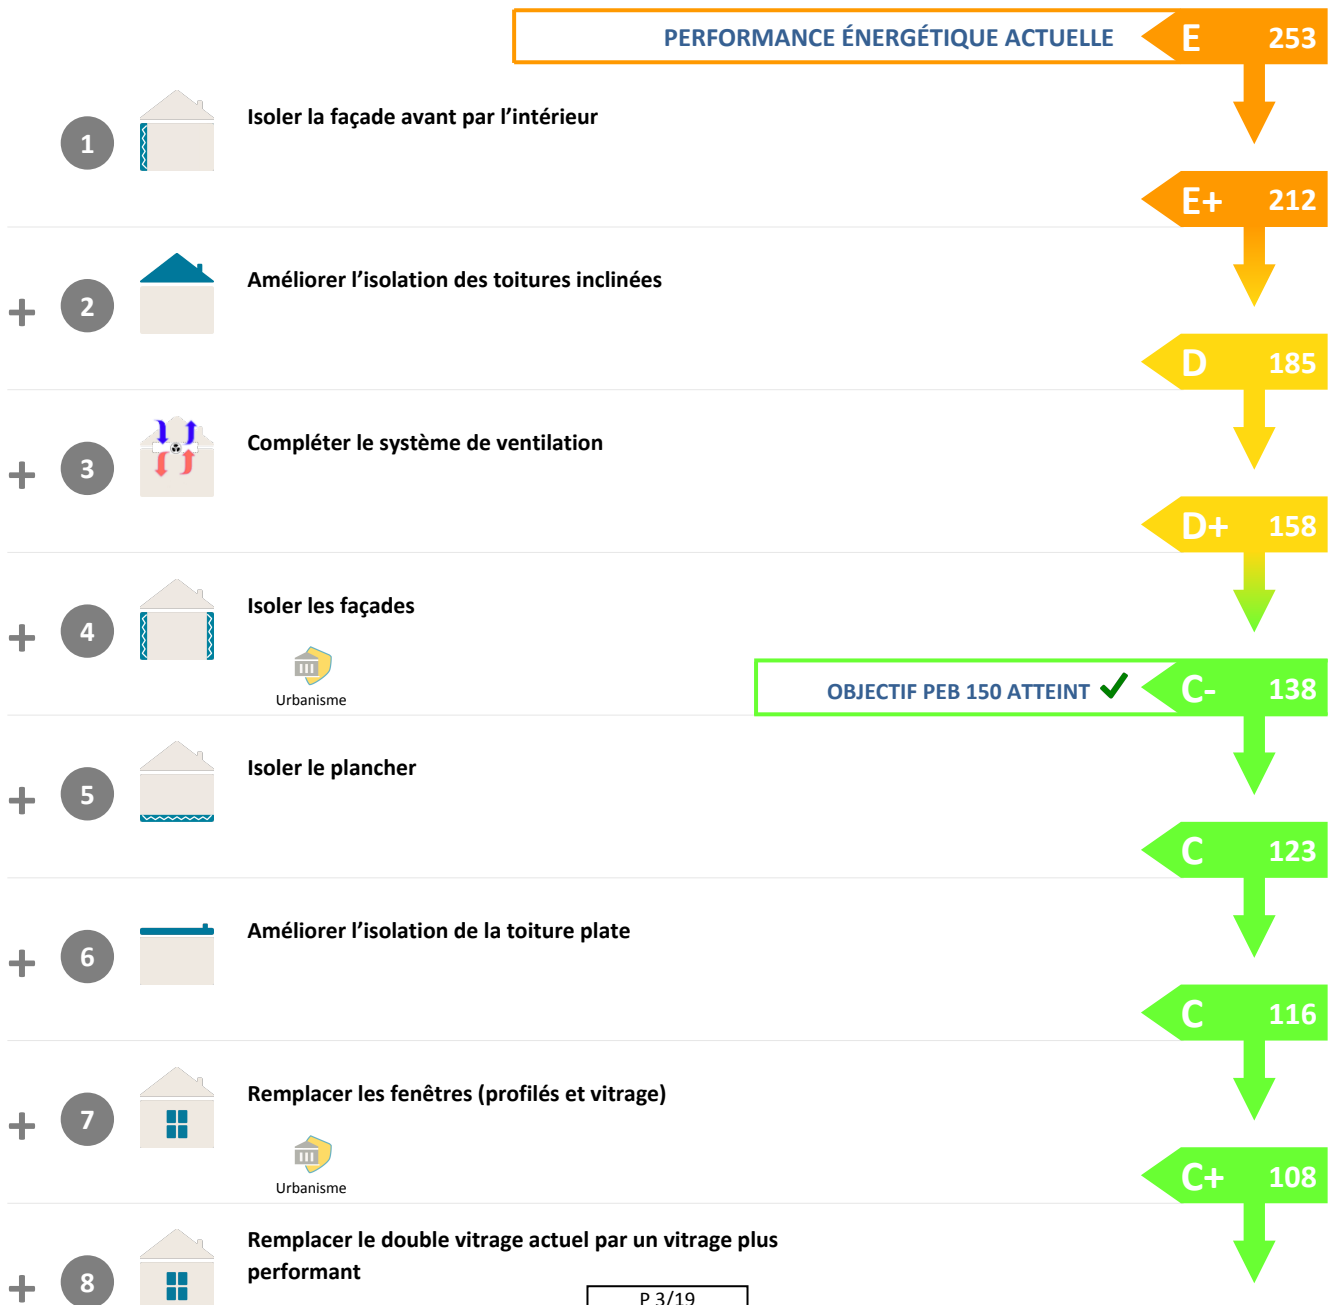 PERFORMANCE ÉNERGÉTIQUE ACTUELLE E 253
1 Isoler la façade avant par l'intérieur
E+ 212
+ 2 Améliorer l'isolation des toitures inclinées
D 185
+ 3 Compléter le système de ventilation
D+ 158
+ 4 Isoler les façades
Urbanisme
OBJECTIF PEB 150 ATTEINT ✔ C- 138
+ 5 Isoler le plancher
C 123
+ 6 Améliorer l'isolation de la toiture plate
C 116
+ 7 Remplacer les fenêtres (profilés et vitrage)
Urbanisme
C+ 108
+ 8 Remplacer le double vitrage actuel par un vitrage plus
performant
P 3/19